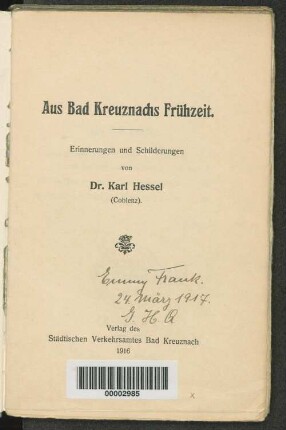 Aus Bad Kreuznachs Frühzeit.
Erinnerungen und Schilderungen
von
Dr. Karl Hessel
(Coblenz).
Emmy Frank.
24. März 1917.
G. H. Q
Verlag des
Städtischen Verkehrsamtes Bad Kreuznach
1916
00002985
x